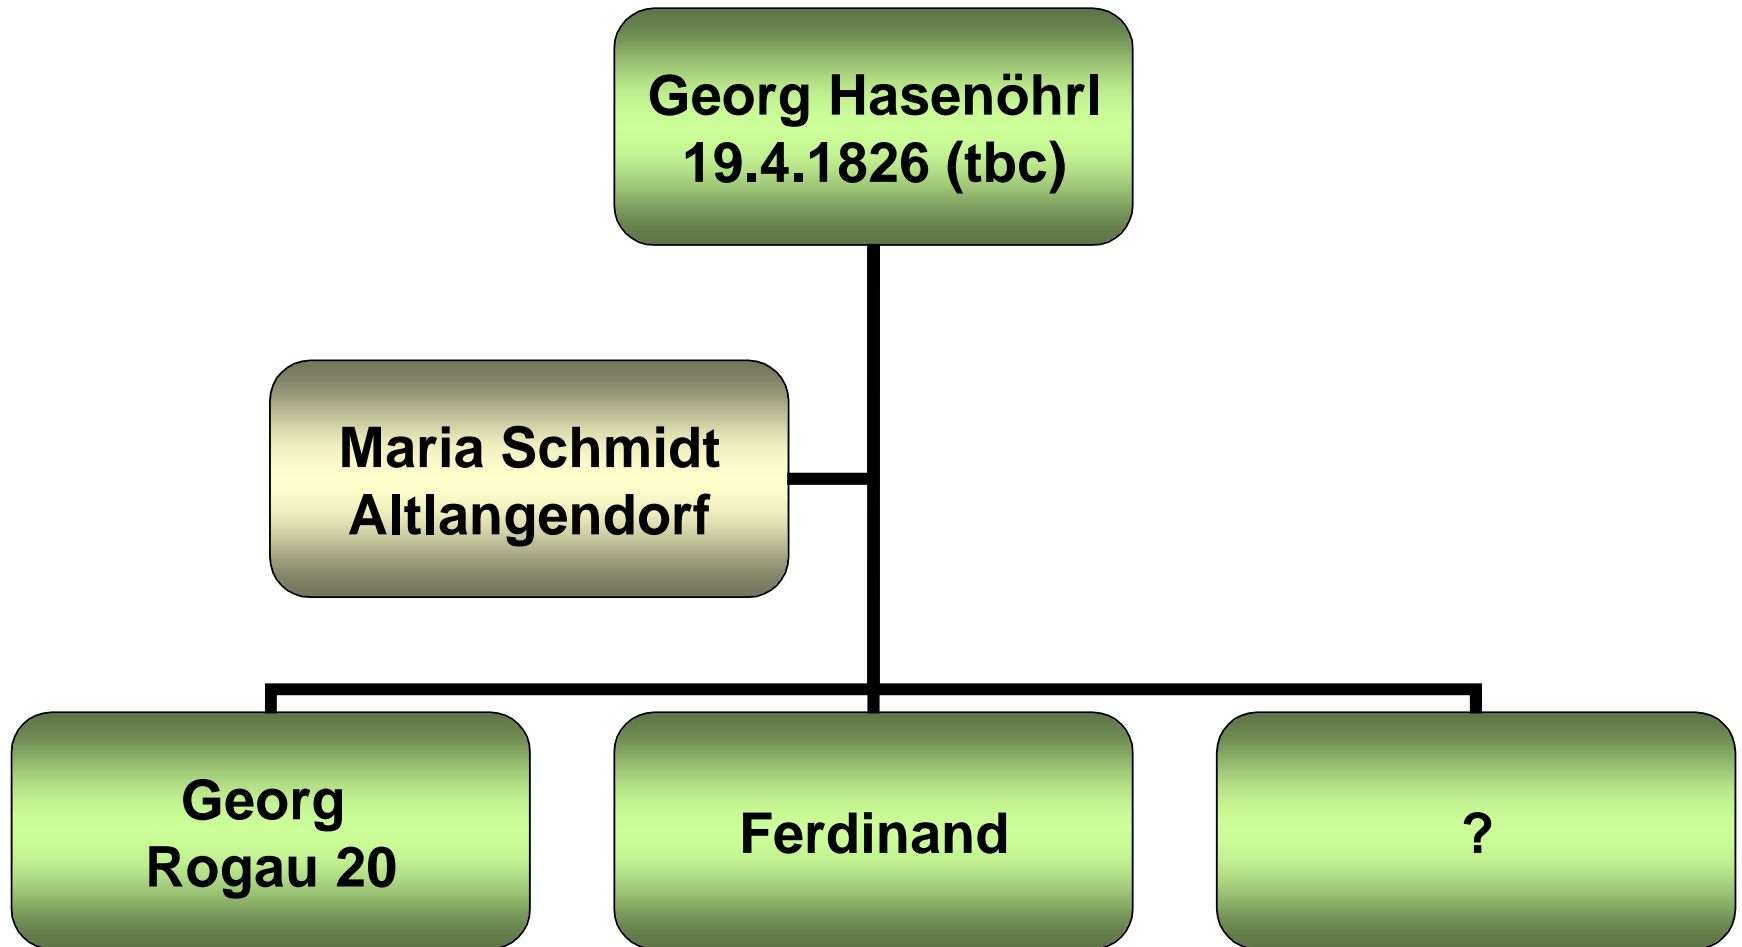 Georg Hasenöhrl
19.4.1826 (tbc)
Maria Schmidt
Altlangendorf
Georg
Rogau 20
Ferdinand
?